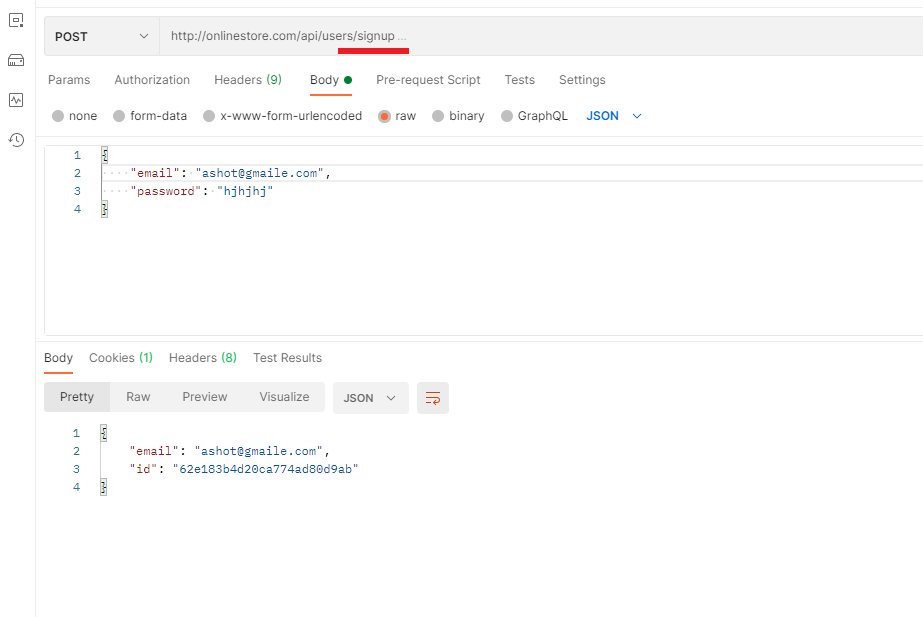 POST http://onlinestore.com/api/users/signup ...
Params Authorization Headers (9) Body Pre-request Script Tests Settings
none form-data x-www-form-urlencoded raw binary GraphQL JSON
1 {
2 ····"email":·"ashot@gmaile.com",
3 ····"password":·"hjhjhj"
4 }
Body Cookies (1) Headers (8) Test Results
Pretty Raw Preview Visualize JSON
1 {
2 "email": "ashot@gmaile.com",
3 "id": "62e183b4d20ca774ad80d9ab"
4 }